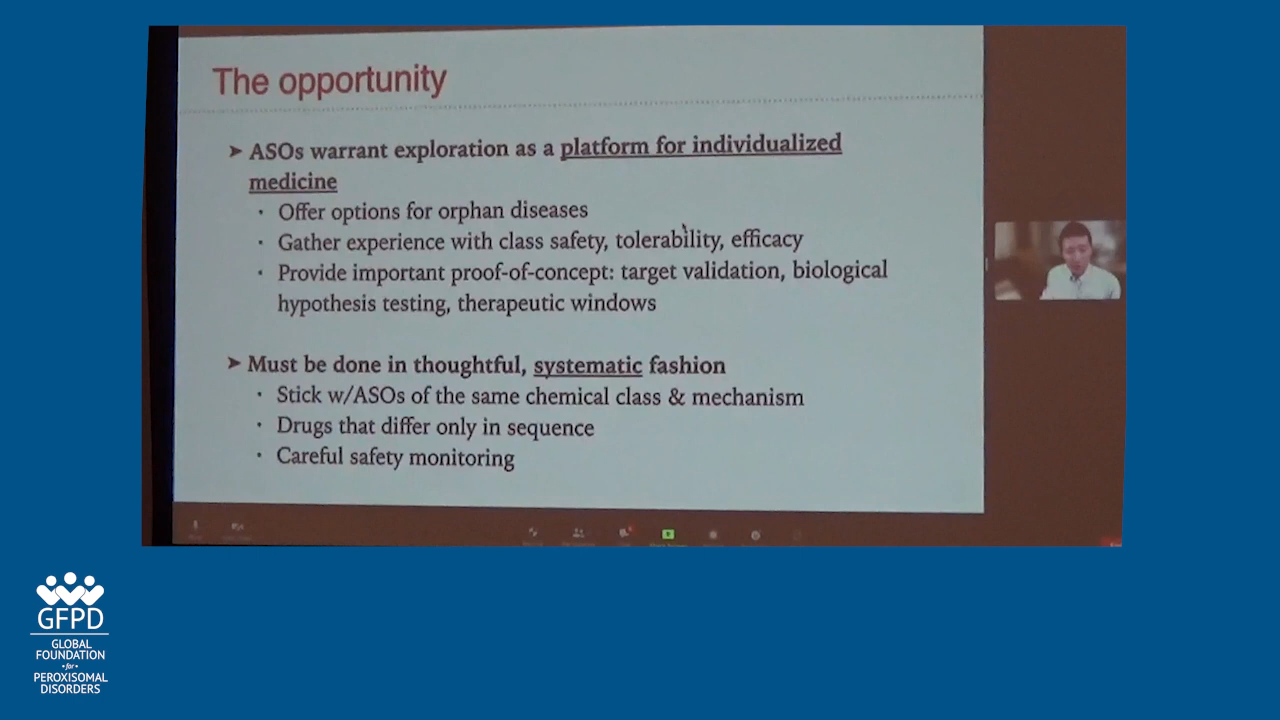 The opportunity
➤ ASOs warrant exploration as a platform for individualized
medicine
· Offer options for orphan diseases
· Gather experience with class safety, tolerability, efficacy
· Provide important proof-of-concept: target validation, biological
hypothesis testing, therapeutic windows
➤ Must be done in thoughtful, systematic fashion
· Stick w/ASOs of the same chemical class & mechanism
· Drugs that differ only in sequence
· Careful safety monitoring
GFPD
GLOBAL
FOUNDATION
for
PEROXISOMAL
DISORDERS